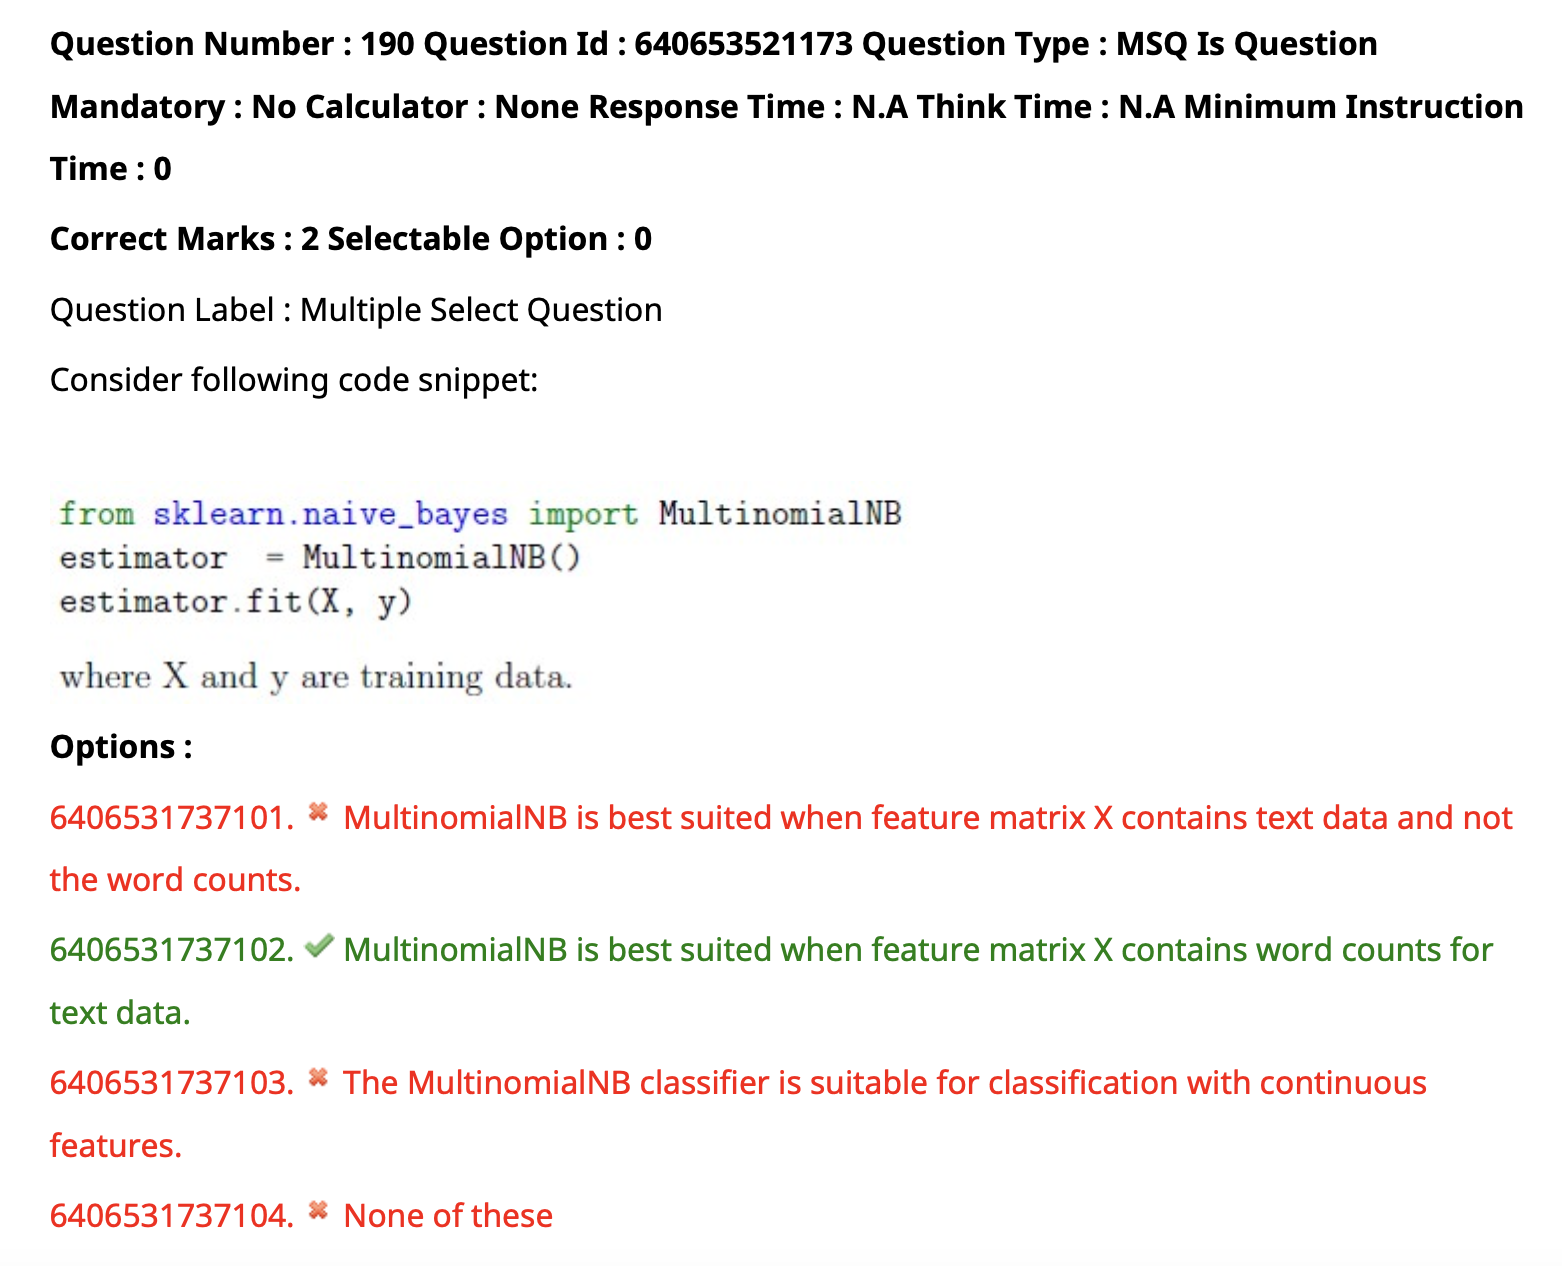 Question Number : 190 Question Id : 640653521173 Question Type : MSQ Is Question
Mandatory : No Calculator : None Response Time : N.A Think Time : N.A Minimum Instruction
Time : 0
Correct Marks : 2 Selectable Option : 0
Question Label : Multiple Select Question
Consider following code snippet:
from sklearn.naive_bayes import MultinomialNB
estimator = MultinomialNB()
estimator.fit(X, y)
where X and y are training data.
Options :
6406531737101. ✖ MultinomialNB is best suited when feature matrix X contains text data and not
the word counts.
6406531737102. ✔ MultinomialNB is best suited when feature matrix X contains word counts for
text data.
6406531737103. ✖ The MultinomialNB classifier is suitable for classification with continuous
features.
6406531737104. ✖ None of these